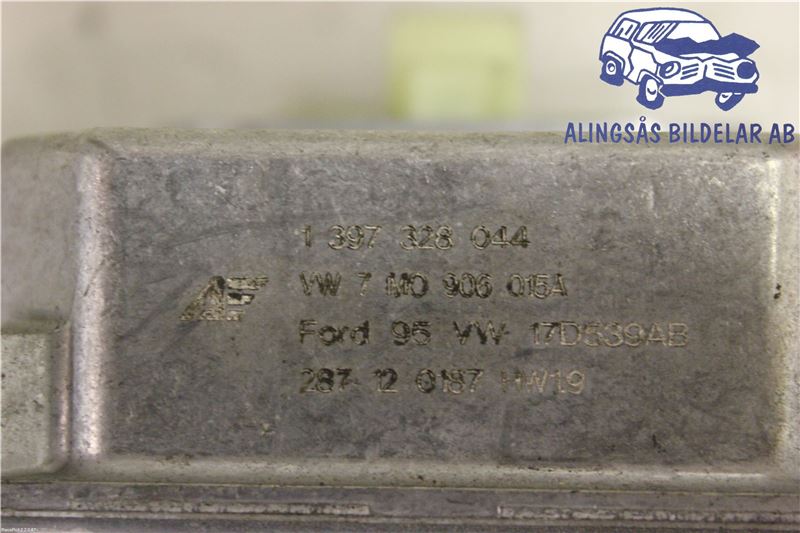 ALINGSÅS BILDELAR AB
1 397 328 044
VW 7 M0 906 015A
AF
Ford 95 VW 17D539AB
287 12 0187 HW19